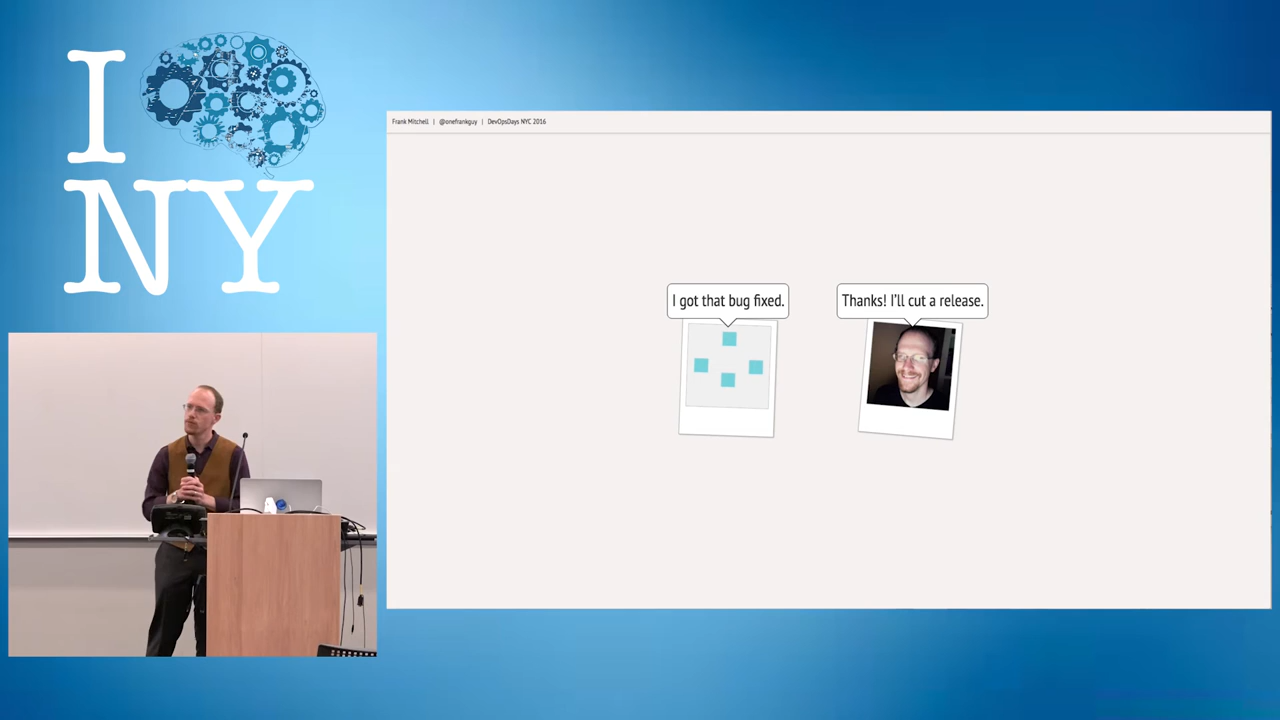 I
NY
Frank Mitchell | @onefrankguy | DevOpsDays NYC 2016
I got that bug fixed.
Thanks! I'll cut a release.